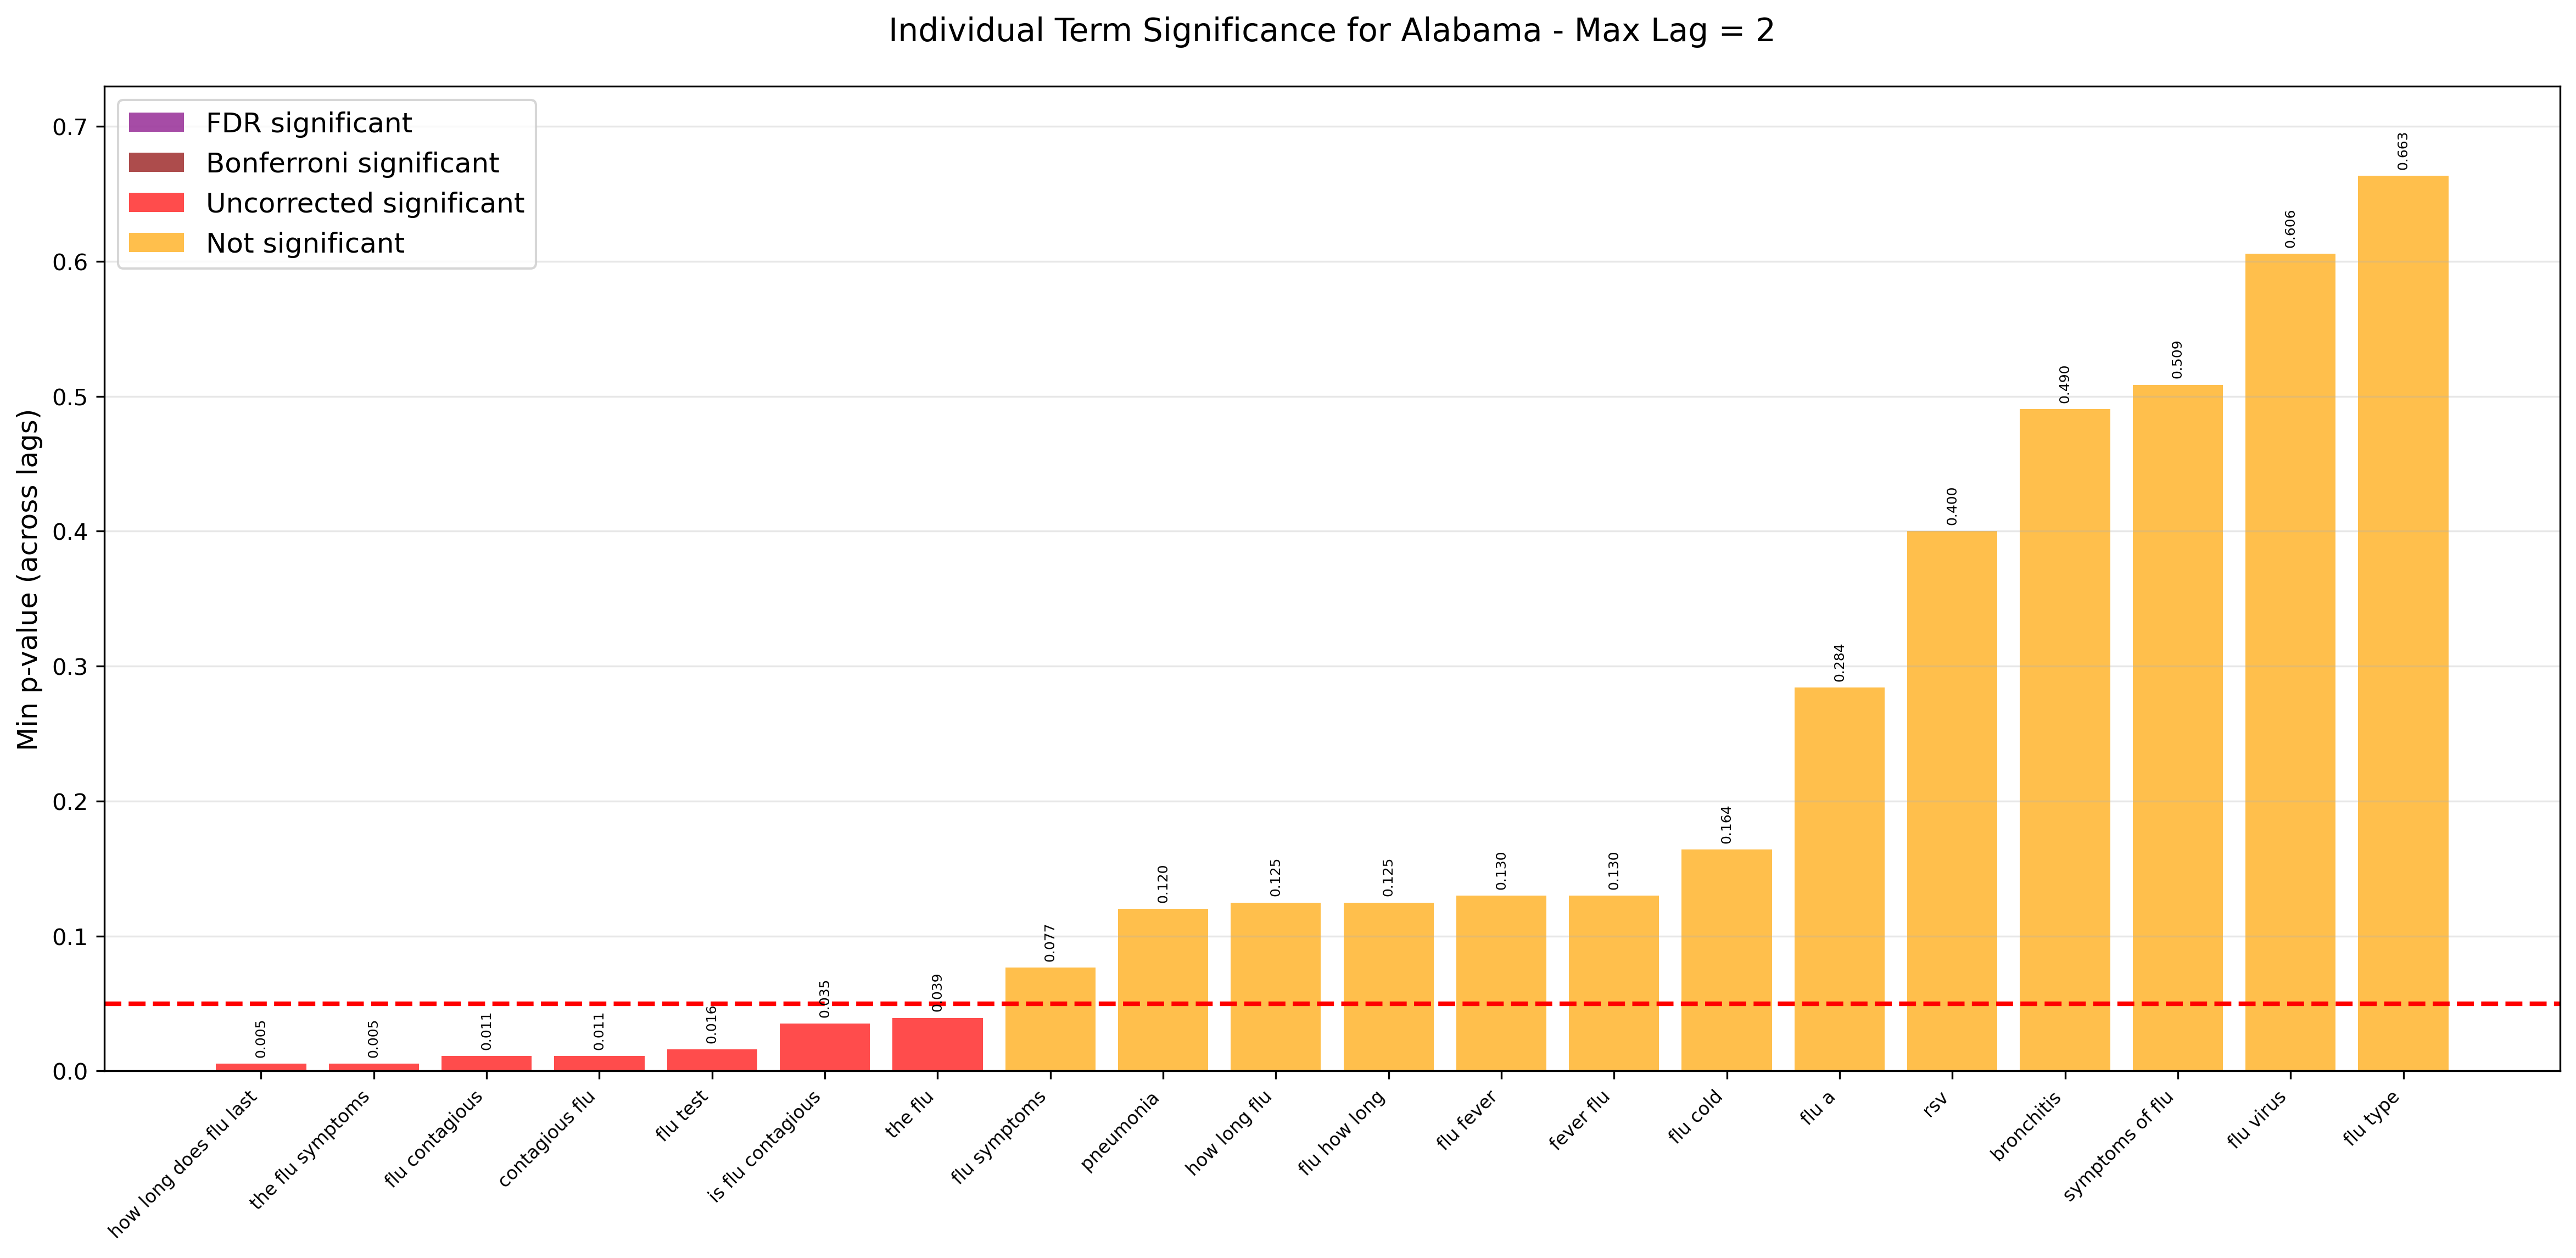 Individual Term Significance for Alabama - Max Lag = 2
FDR significant
Bonferroni significant
Uncorrected significant
Not significant
Min p-value (across lags)
0.7
0.6
0.5
0.4
0.3
0.2
0.1
0.0
0.005
0.005
0.011
0.011
0.016
0.035
0.039
0.077
0.120
0.125
0.125
0.130
0.130
0.164
0.284
0.400
0.490
0.509
0.606
0.663
how long does flu last
the flu symptoms
flu contagious
contagious flu
flu test
is flu contagious
the flu
flu symptoms
pneumonia
how long flu
flu how long
flu fever
fever flu
flu cold
flu a
rsv
bronchitis
symptoms of flu
flu virus
flu type